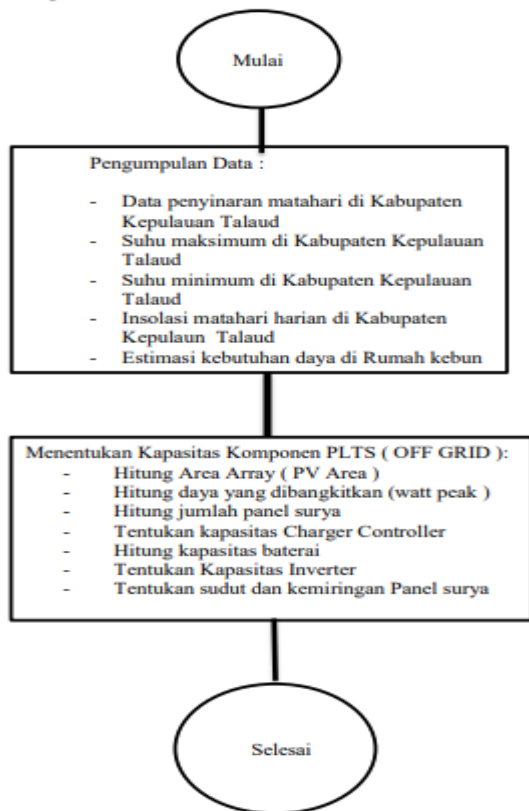 Mulai
Pengumpulan Data :
- Data penyinaran matahari di Kabupaten
Kepulauan Talaud
- Suhu maksimum di Kabupaten Kepulauan
Talaud
- Suhu minimum di Kabupaten Kepulauan
Talaud
- Insolasi matahari harian di Kabupaten
Kepulaun Talaud
- Estimasi kebutuhan daya di Rumah kebun
Menentukan Kapasitas Komponen PLTS ( OFF GRID ):
- Hitung Area Array ( PV Area )
- Hitung daya yang dibangkitkan (watt peak )
- Hitung jumlah panel surya
- Tentukan kapasitas Charger Controller
- Hitung kapasitas baterai
- Tentukan Kapasitas Inverter
- Tentukan sudut dan kemiringan Panel surya
Selesai